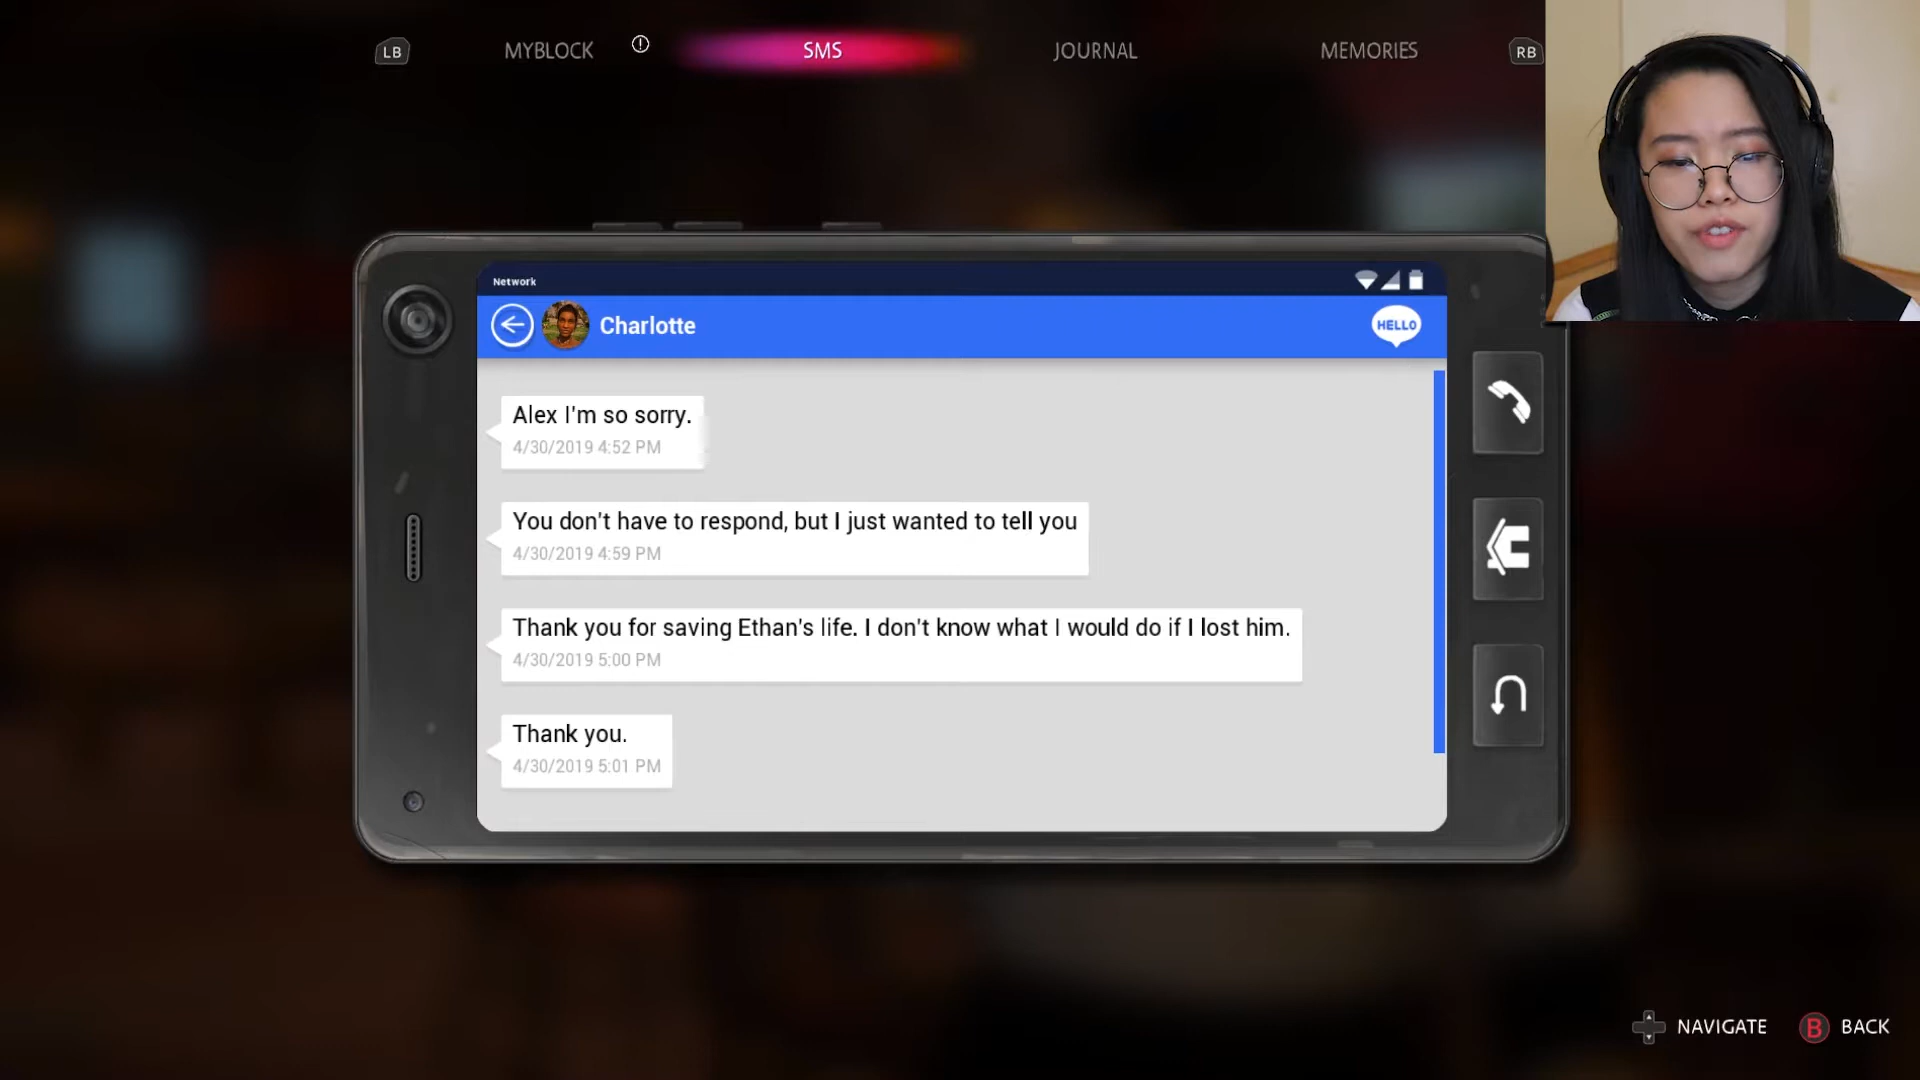 LB
MYBLOCK
SMS
JOURNAL
MEMORIES
RB
Network
Charlotte
HELLO
Alex I'm so sorry.
4/30/2019 4:52 PM
You don't have to respond, but I just wanted to tell you
4/30/2019 4:59 PM
Thank you for saving Ethan's life. I don't know what I would do if I lost him.
4/30/2019 5:00 PM
Thank you.
4/30/2019 5:01 PM
NAVIGATE
B BACK